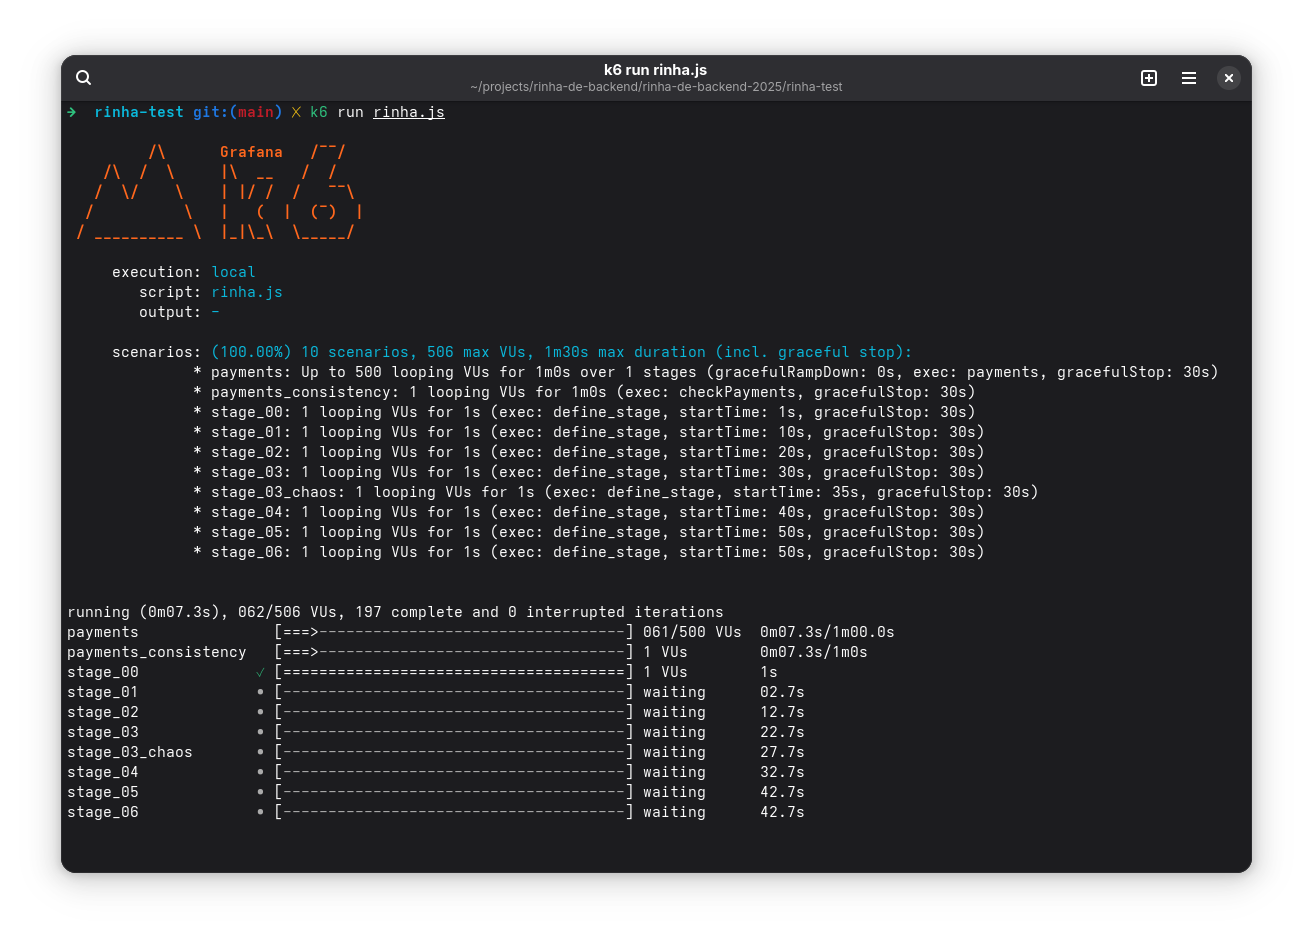 k6 run rinha.js
~/projects/rinha-de-backend/rinha-de-backend-2025/rinha-test
➜  rinha-test git:(main) ✗ k6 run rinha.js

         /\      Grafana   /‾‾/
    /\  /  \     |\  __   /  /
   /  \/    \    | |/ /  /   ‾‾\
  /          \   |   (  |  (‾)  |
 / __________ \  |_|\_\  \_____/

     execution: local
        script: rinha.js
        output: -

     scenarios: (100.00%) 10 scenarios, 506 max VUs, 1m30s max duration (incl. graceful stop):
              * payments: Up to 500 looping VUs for 1m0s over 1 stages (gracefulRampDown: 0s, exec: payments, gracefulStop: 30s)
              * payments_consistency: 1 looping VUs for 1m0s (exec: checkPayments, gracefulStop: 30s)
              * stage_00: 1 looping VUs for 1s (exec: define_stage, startTime: 1s, gracefulStop: 30s)
              * stage_01: 1 looping VUs for 1s (exec: define_stage, startTime: 10s, gracefulStop: 30s)
              * stage_02: 1 looping VUs for 1s (exec: define_stage, startTime: 20s, gracefulStop: 30s)
              * stage_03: 1 looping VUs for 1s (exec: define_stage, startTime: 30s, gracefulStop: 30s)
              * stage_03_chaos: 1 looping VUs for 1s (exec: define_stage, startTime: 35s, gracefulStop: 30s)
              * stage_04: 1 looping VUs for 1s (exec: define_stage, startTime: 40s, gracefulStop: 30s)
              * stage_05: 1 looping VUs for 1s (exec: define_stage, startTime: 50s, gracefulStop: 30s)
              * stage_06: 1 looping VUs for 1s (exec: define_stage, startTime: 50s, gracefulStop: 30s)

running (0m07.3s), 062/506 VUs, 197 complete and 0 interrupted iterations
payments               [===>----------------------------------] 061/500 VUs  0m07.3s/1m00.0s
payments_consistency   [===>----------------------------------] 1 VUs        0m07.3s/1m0s
stage_00             ✓ [======================================] 1 VUs        1s
stage_01             • [--------------------------------------] waiting      02.7s
stage_02             • [--------------------------------------] waiting      12.7s
stage_03             • [--------------------------------------] waiting      22.7s
stage_03_chaos       • [--------------------------------------] waiting      27.7s
stage_04             • [--------------------------------------] waiting      32.7s
stage_05             • [--------------------------------------] waiting      42.7s
stage_06             • [--------------------------------------] waiting      42.7s